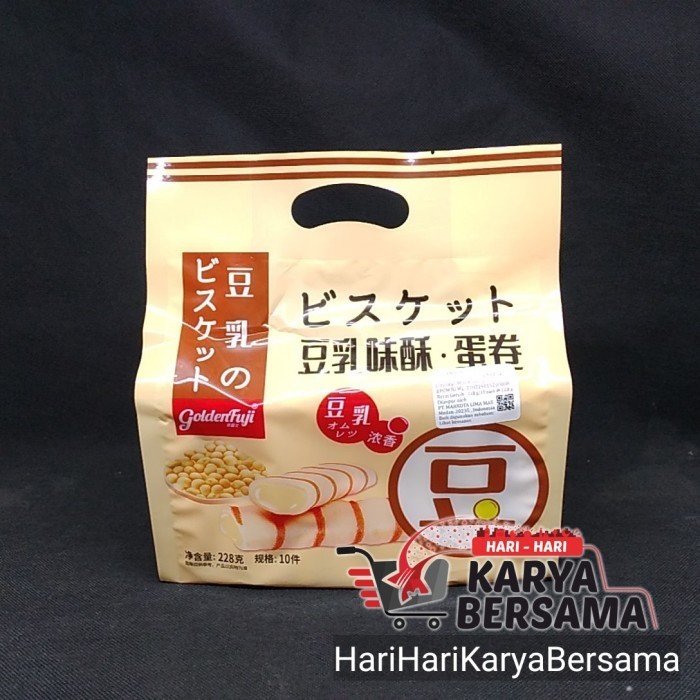 豆乳の
ビスケット
GoldenFuji
ビスケット
豆乳味酥·蛋卷
豆乳
オム
レツ
浓香
豆
净含量: 228克 规格: 10件
HARI - HARI
KARYA
BERSAMA
HariHariKaryaBersama